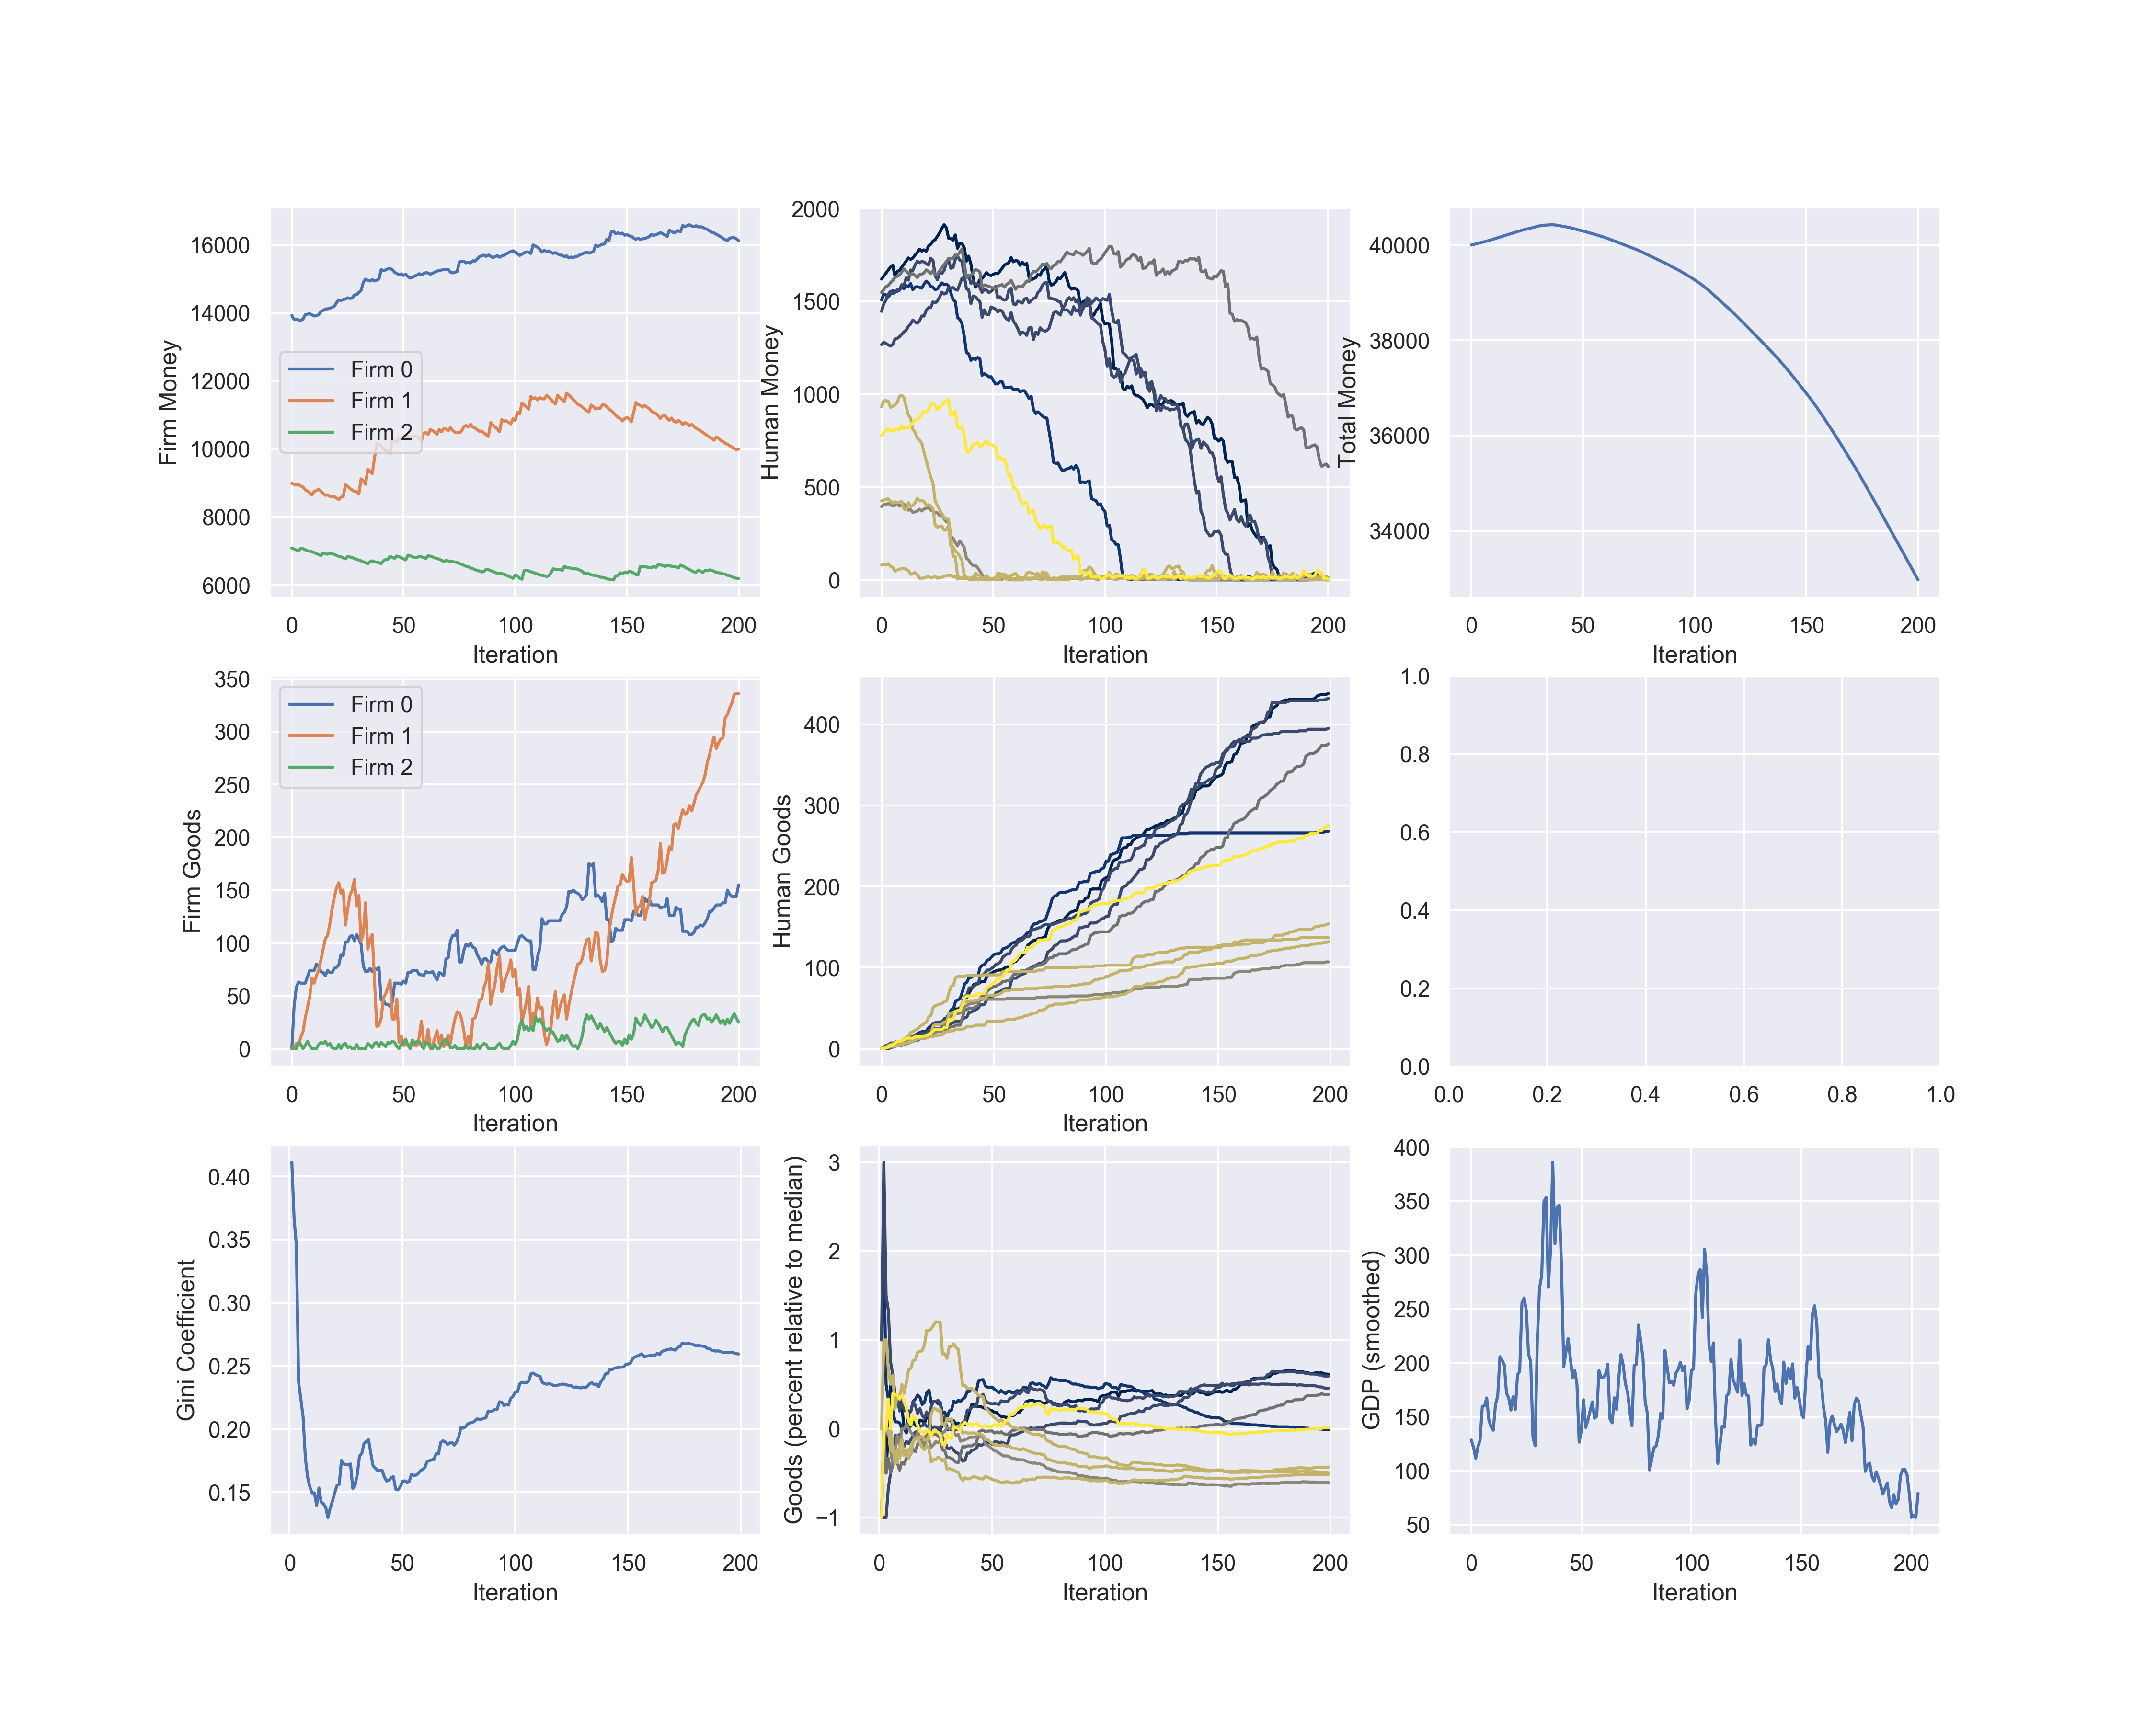 Firm Money
16000
14000
12000
10000
8000
6000
Firm 0
Firm 1
Firm 2
0 50 100 150 200
Iteration
Human Money
2000
1500
1000
500
0
0 50 100 150 200
Iteration
Total Money
40000
38000
36000
34000
0 50 100 150 200
Iteration
Firm Goods
350
300
250
200
150
100
50
0
Firm 0
Firm 1
Firm 2
0 50 100 150 200
Iteration
Human Goods
400
300
200
100
0
0 50 100 150 200
Iteration
1.0
0.8
0.6
0.4
0.2
0.0
0.0 0.2 0.4 0.6 0.8 1.0
Gini Coefficient
0.40
0.35
0.30
0.25
0.20
0.15
0 50 100 150 200
Iteration
Goods (percent relative to median)
3
2
1
0
−1
0 50 100 150 200
Iteration
GDP (smoothed)
400
350
300
250
200
150
100
50
0 50 100 150 200
Iteration